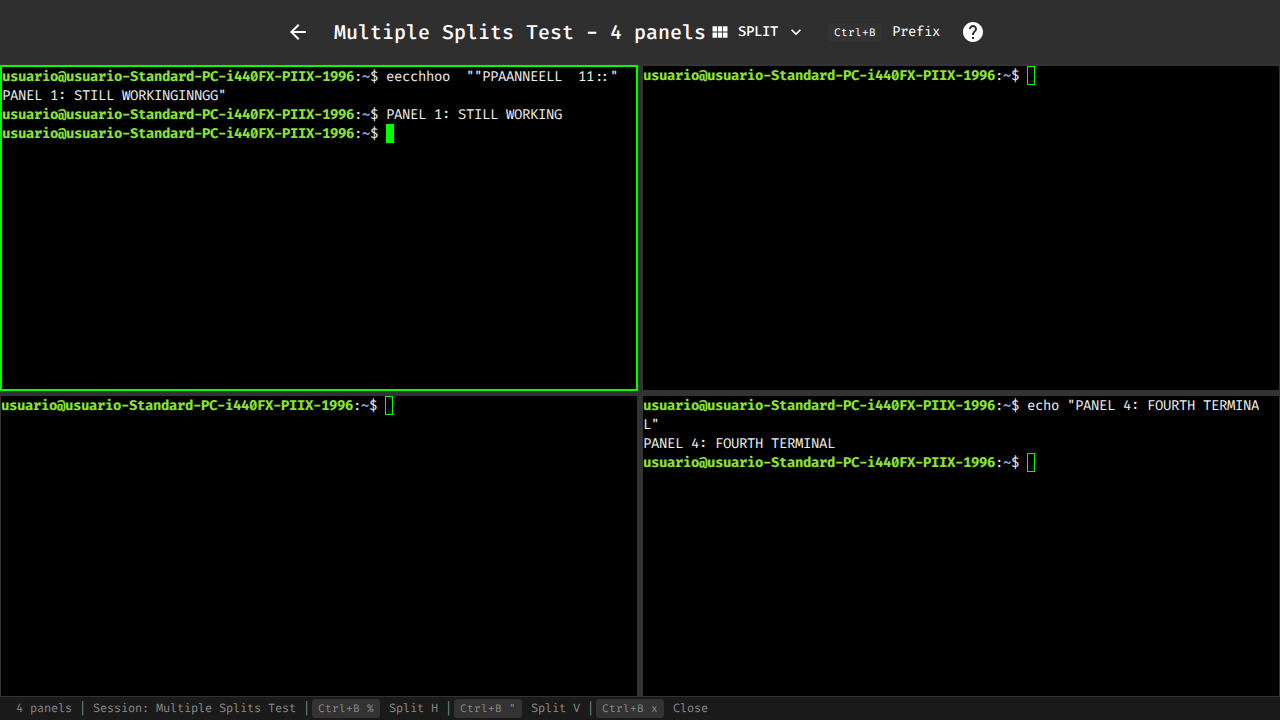 Multiple Splits Test - 4 panels SPLIT Ctrl+B Prefix ?
usuario@usuario-Standard-PC-i440FX-PIIX-1996:~$ eecchhoo  ""PPAANNEELL  11::"
PANEL 1: STILL WORKINGINNGG"
usuario@usuario-Standard-PC-i440FX-PIIX-1996:~$ PANEL 1: STILL WORKING
usuario@usuario-Standard-PC-i440FX-PIIX-1996:~$
usuario@usuario-Standard-PC-i440FX-PIIX-1996:~$
usuario@usuario-Standard-PC-i440FX-PIIX-1996:~$
usuario@usuario-Standard-PC-i440FX-PIIX-1996:~$ echo "PANEL 4: FOURTH TERMINA
L"
PANEL 4: FOURTH TERMINAL
usuario@usuario-Standard-PC-i440FX-PIIX-1996:~$
4 panels | Session: Multiple Splits Test | Ctrl+B % Split H | Ctrl+B " Split V | Ctrl+B x Close